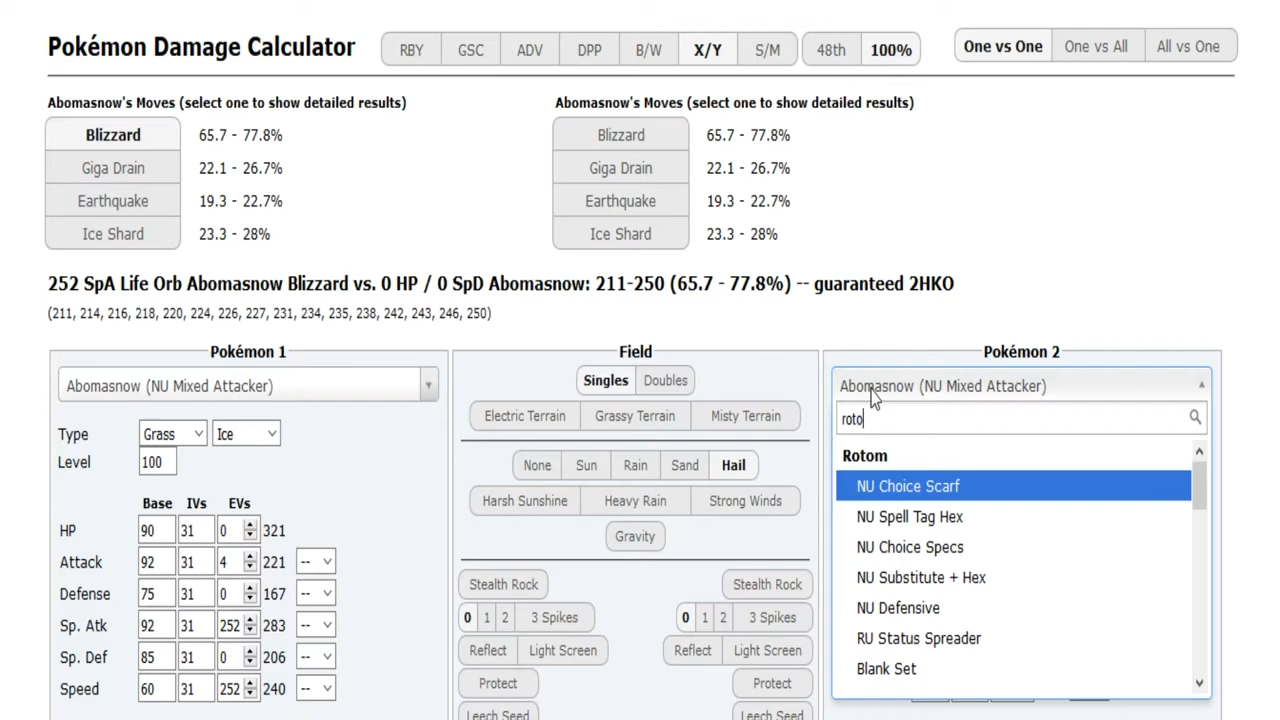 Pokémon Damage Calculator RBY GSC ADV DPP B/W X/Y S/M 48th 100% One vs One One vs All All vs One
Abomasnow's Moves (select one to show detailed results) Abomasnow's Moves (select one to show detailed results)
Blizzard 65.7 - 77.8% Blizzard 65.7 - 77.8%
Giga Drain 22.1 - 26.7% Giga Drain 22.1 - 26.7%
Earthquake 19.3 - 22.7% Earthquake 19.3 - 22.7%
Ice Shard 23.3 - 28% Ice Shard 23.3 - 28%
252 SpA Life Orb Abomasnow Blizzard vs. 0 HP / 0 SpD Abomasnow: 211-250 (65.7 - 77.8%) -- guaranteed 2HKO
(211, 214, 216, 218, 220, 224, 226, 227, 231, 234, 235, 238, 242, 243, 246, 250)
Pokémon 1
Abomasnow (NU Mixed Attacker)
Type Grass Ice
Level 100
Base IVs EVs
HP 90 31 0 321
Attack 92 31 4 221 --
Defense 75 31 0 167 --
Sp. Atk 92 31 252 283 --
Sp. Def 85 31 0 206 --
Speed 60 31 252 240 --
Field
Singles Doubles
Electric Terrain Grassy Terrain Misty Terrain
None Sun Rain Sand Hail
Harsh Sunshine Heavy Rain Strong Winds
Gravity
Stealth Rock Stealth Rock
0 1 2 3 Spikes 0 1 2 3 Spikes
Reflect Light Screen Reflect Light Screen
Protect Protect
Leech Seed Leech Seed
Pokémon 2
Abomasnow (NU Mixed Attacker)
roto
Rotom
NU Choice Scarf
NU Spell Tag Hex
NU Choice Specs
NU Substitute + Hex
NU Defensive
RU Status Spreader
Blank Set